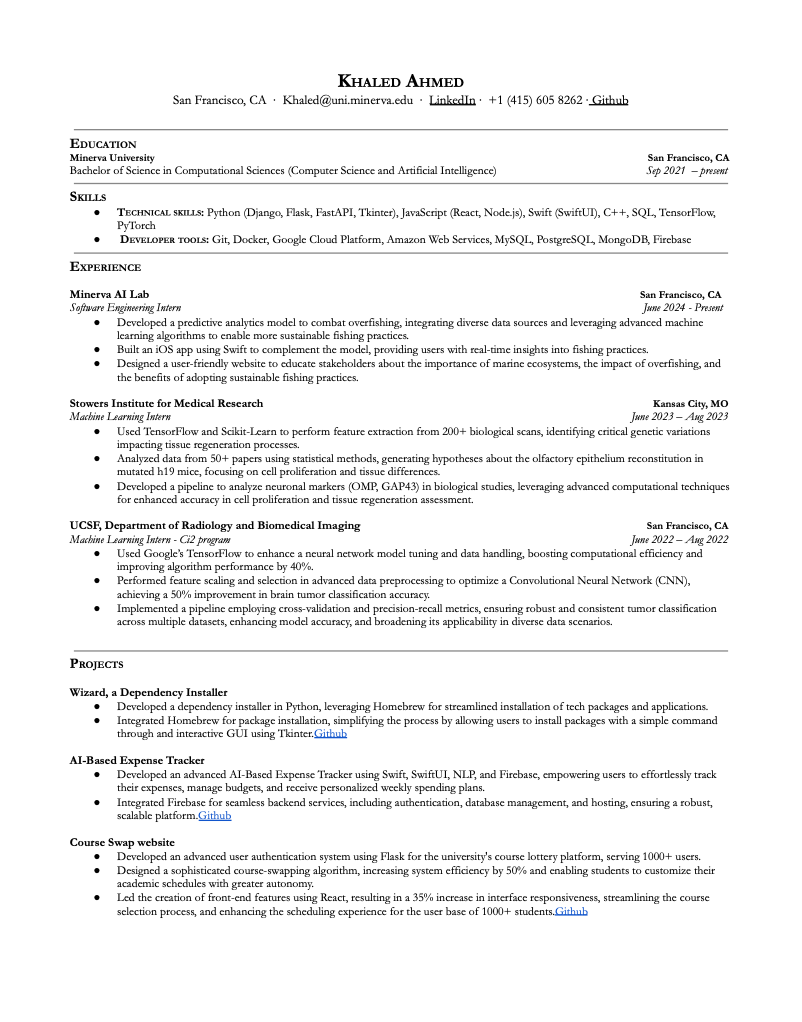 Khaled Ahmed
San Francisco, CA · Khaled@uni.minerva.edu · LinkedIn · +1 (415) 605 8262 · Github
Education
Minerva University San Francisco, CA
Bachelor of Science in Computational Sciences (Computer Science and Artificial Intelligence) Sep 2021 – present
Skills
● Technical skills: Python (Django, Flask, FastAPI, Tkinter), JavaScript (React, Node.js), Swift (SwiftUI), C++, SQL, TensorFlow,
PyTorch
● Developer tools: Git, Docker, Google Cloud Platform, Amazon Web Services, MySQL, PostgreSQL, MongoDB, Firebase
Experience
Minerva AI Lab San Francisco, CA
Software Engineering Intern June 2024 - Present
● Developed a predictive analytics model to combat overfishing, integrating diverse data sources and leveraging advanced machine
learning algorithms to enable more sustainable fishing practices.
● Built an iOS app using Swift to complement the model, providing users with real-time insights into fishing practices.
● Designed a user-friendly website to educate stakeholders about the importance of marine ecosystems, the impact of overfishing, and
the benefits of adopting sustainable fishing practices.
Stowers Institute for Medical Research Kansas City, MO
Machine Learning Intern June 2023 – Aug 2023
● Used TensorFlow and Scikit-Learn to perform feature extraction from 200+ biological scans, identifying critical genetic variations
impacting tissue regeneration processes.
● Analyzed data from 50+ papers using statistical methods, generating hypotheses about the olfactory epithelium reconstitution in
mutated h19 mice, focusing on cell proliferation and tissue differences.
● Developed a pipeline to analyze neuronal markers (OMP, GAP43) in biological studies, leveraging advanced computational techniques
for enhanced accuracy in cell proliferation and tissue regeneration assessment.
UCSF, Department of Radiology and Biomedical Imaging San Francisco, CA
Machine Learning Intern - Ci2 program June 2022 – Aug 2022
● Used Google's TensorFlow to enhance a neural network model tuning and data handling, boosting computational efficiency and
improving algorithm performance by 40%.
● Performed feature scaling and selection in advanced data preprocessing to optimize a Convolutional Neural Network (CNN),
achieving a 50% improvement in brain tumor classification accuracy.
● Implemented a pipeline employing cross-validation and precision-recall metrics, ensuring robust and consistent tumor classification
across multiple datasets, enhancing model accuracy, and broadening its applicability in diverse data scenarios.
Projects
Wizard, a Dependency Installer
● Developed a dependency installer in Python, leveraging Homebrew for streamlined installation of tech packages and applications.
● Integrated Homebrew for package installation, simplifying the process by allowing users to install packages with a simple command
through and interactive GUI using Tkinter.Github
AI-Based Expense Tracker
● Developed an advanced AI-Based Expense Tracker using Swift, SwiftUI, NLP, and Firebase, empowering users to effortlessly track
their expenses, manage budgets, and receive personalized weekly spending plans.
● Integrated Firebase for seamless backend services, including authentication, database management, and hosting, ensuring a robust,
scalable platform.Github
Course Swap website
● Developed an advanced user authentication system using Flask for the university's course lottery platform, serving 1000+ users.
● Designed a sophisticated course-swapping algorithm, increasing system efficiency by 50% and enabling students to customize their
academic schedules with greater autonomy.
● Led the creation of front-end features using React, resulting in a 35% increase in interface responsiveness, streamlining the course
selection process, and enhancing the scheduling experience for the user base of 1000+ students.Github